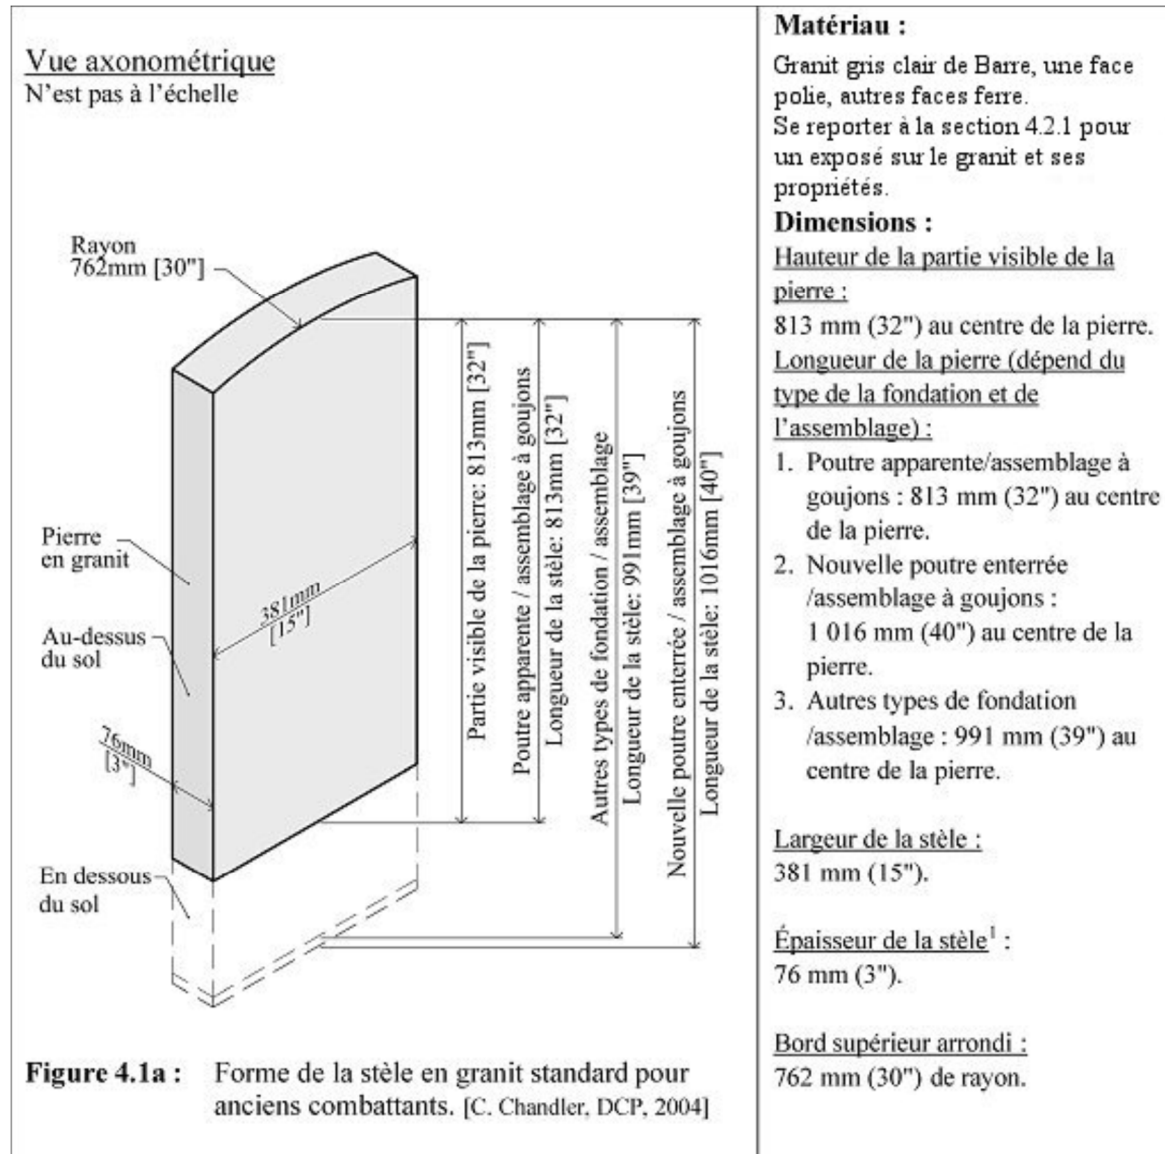 Vue axonométrique
N'est pas à l'échelle
Rayon
762mm [30"]
Pierre
en granit
Au-dessus
du sol
En dessous
du sol
76mm
[3"]
381mm
[15"]
Partie visible de la pierre: 813mm [32"]
Poutre apparente / assemblage à goujons
Longueur de la stèle: 813mm [32"]
Autres types de fondation / assemblage
Longueur de la stèle: 991mm [39"]
Nouvelle poutre enterrée / assemblage à goujons
Longueur de la stèle: 1016mm [40"]
Figure 4.1a : Forme de la stèle en granit standard pour
anciens combattants. [C. Chandler, DCP, 2004]
Matériau :
Granit gris clair de Barre, une face
polie, autres faces ferre.
Se reporter à la section 4.2.1 pour
un exposé sur le granit et ses
propriétés.
Dimensions :
Hauteur de la partie visible de la
pierre :
813 mm (32") au centre de la pierre.
Longueur de la pierre (dépend du
type de la fondation et de
l'assemblage) :
1. Poutre apparente/assemblage à
goujons : 813 mm (32") au centre
de la pierre.
2. Nouvelle poutre enterrée
/assemblage à goujons :
1 016 mm (40") au centre de la
pierre.
3. Autres types de fondation
/assemblage : 991 mm (39") au
centre de la pierre.
Largeur de la stèle :
381 mm (15").
Épaisseur de la stèle¹ :
76 mm (3").
Bord supérieur arrondi :
762 mm (30") de rayon.